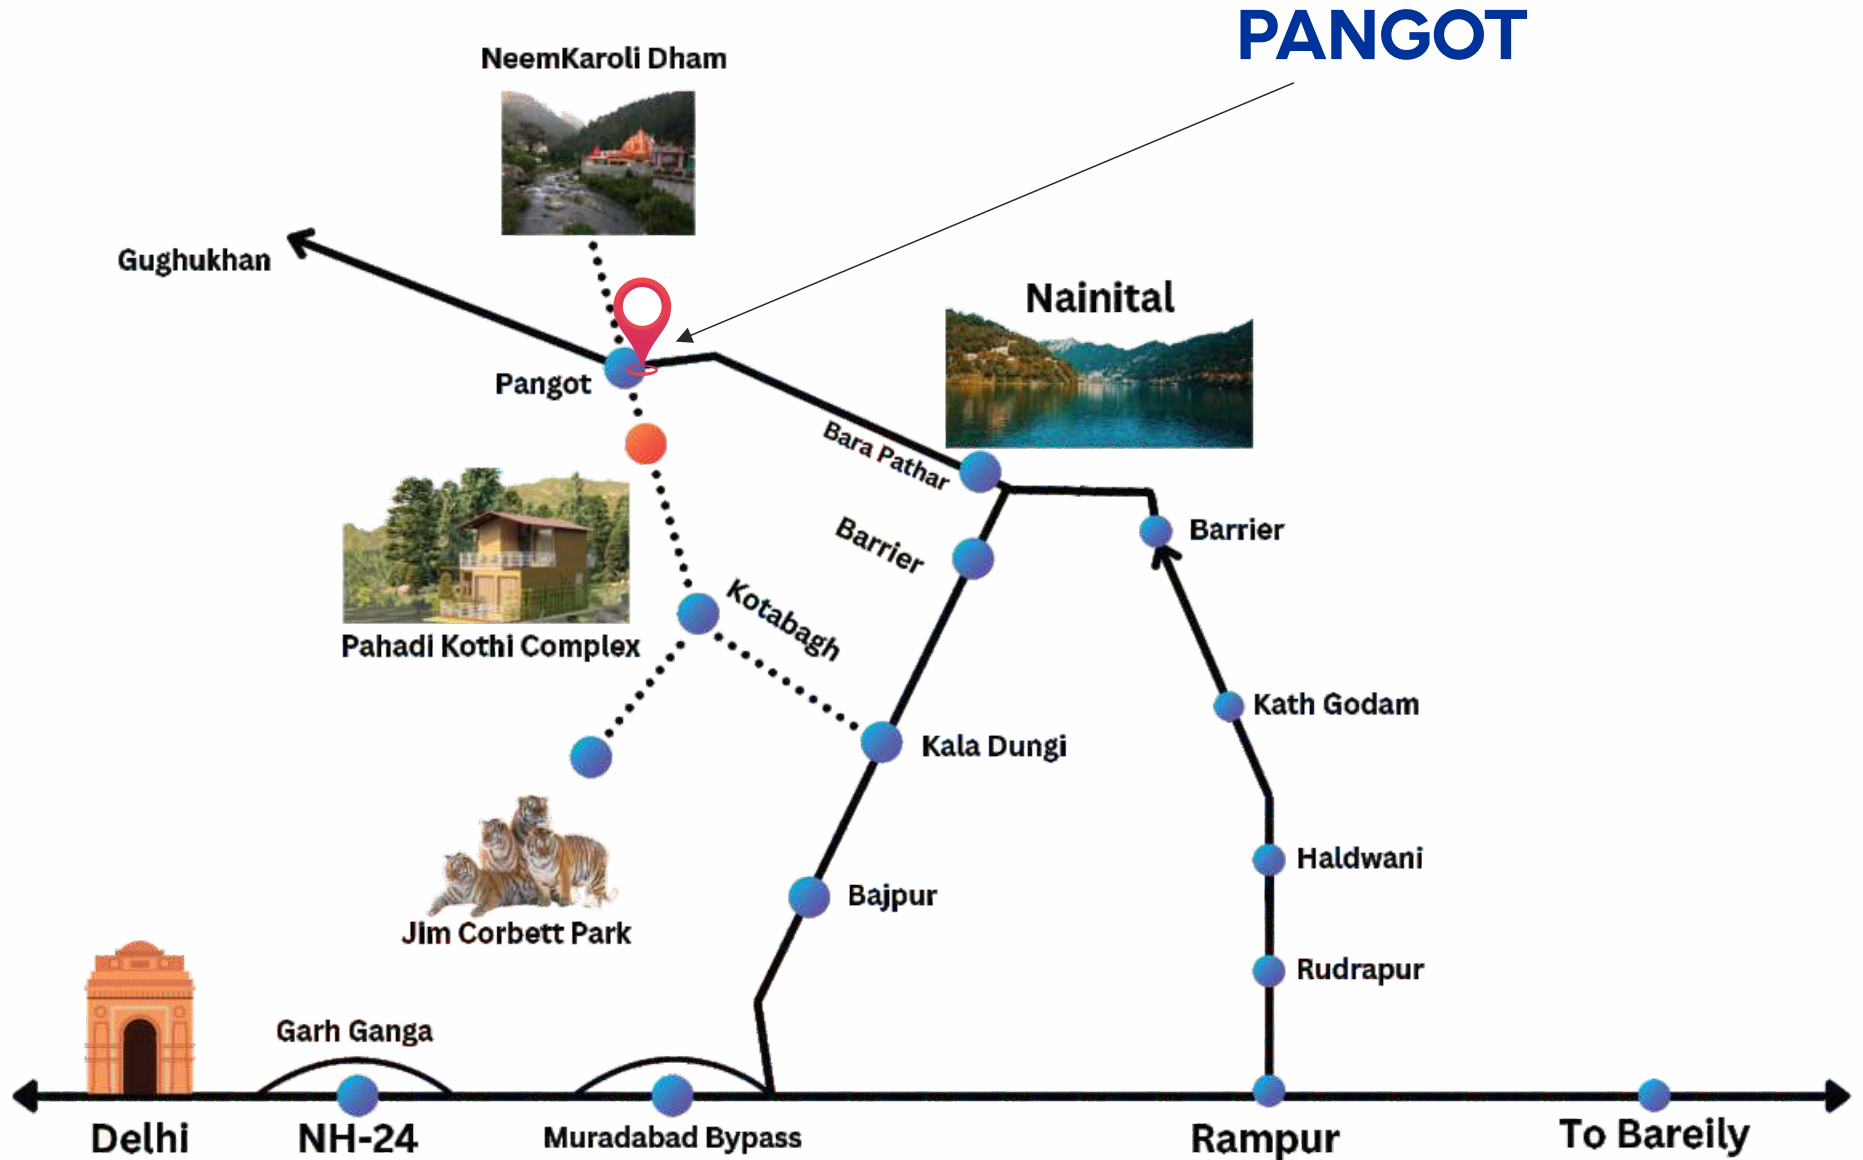 PANGOT
NeemKaroli Dham
Gughukhan
Nainital
Pangot
Bara Pathar
Barrier
Barrier
Kotabagh
Pahadi Kothi Complex
Kath Godam
Kala Dungi
Haldwani
Bajpur
Jim Corbett Park
Rudrapur
Garh Ganga
Delhi
NH-24
Muradabad Bypass
Rampur
To Bareily